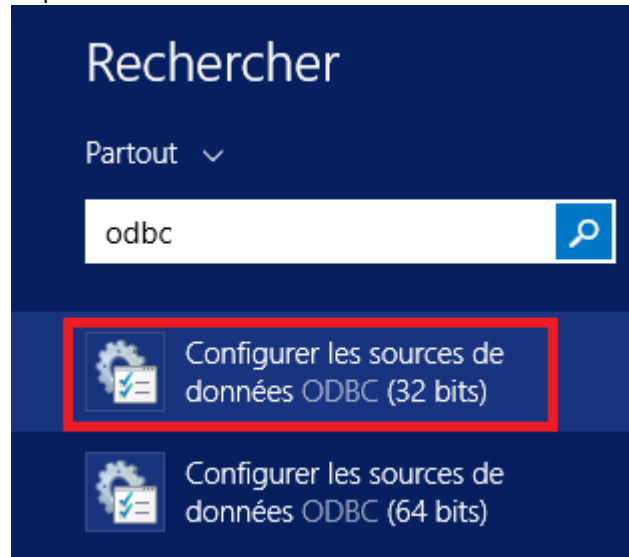 Rechercher
Partout
odbc
Configurer les sources de
données ODBC (32 bits)
Configurer les sources de
données ODBC (64 bits)